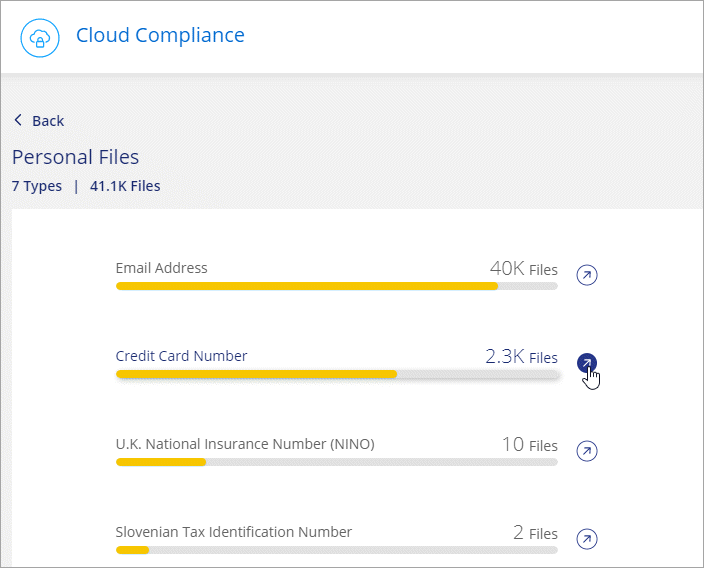 Cloud Compliance
Back
Personal Files
7 Types | 41.1K Files
Email Address 40K Files
Credit Card Number 2.3K Files
U.K. National Insurance Number (NINO) 10 Files
Slovenian Tax Identification Number 2 Files